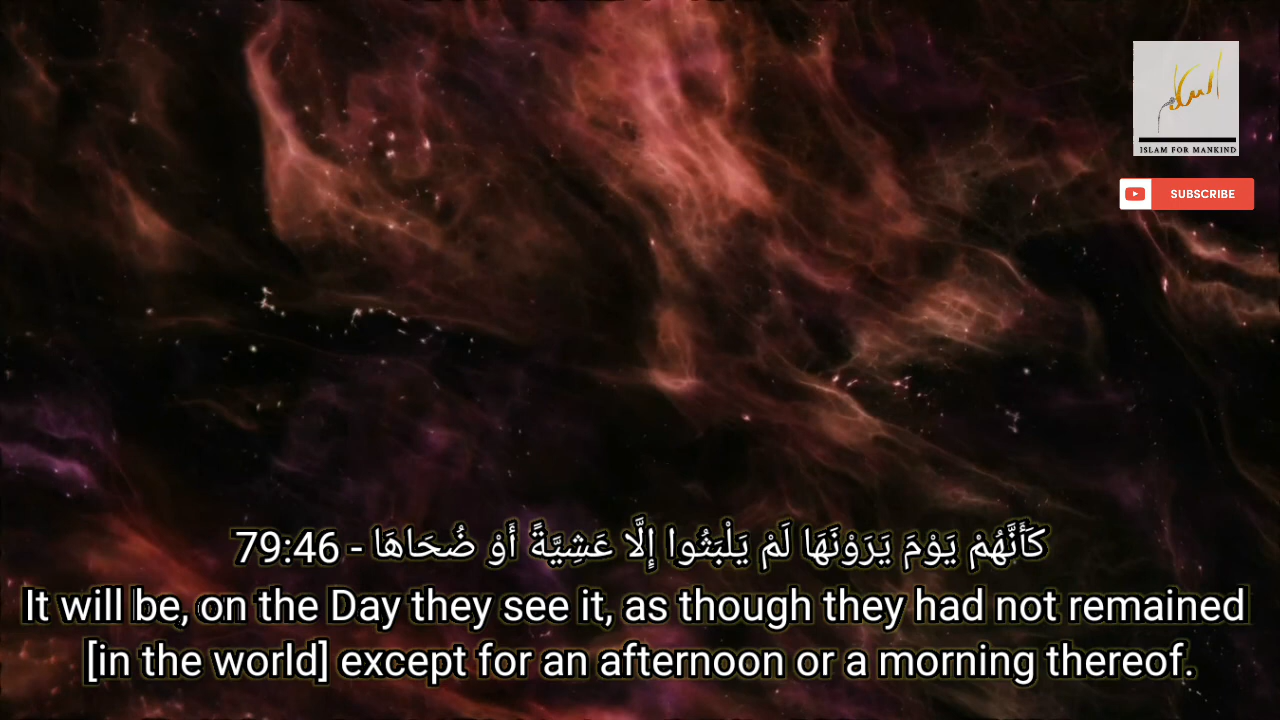 السلام
ISLAM FOR MANKIND
SUBSCRIBE
كَأَنَّهُمْ يَوْمَ يَرَوْنَهَا لَمْ يَلْبَثُوا إِلَّا عَشِيَّةً أَوْ ضُحَاهَا - 79:46
It will be, on the Day they see it, as though they had not remained
[in the world] except for an afternoon or a morning thereof.